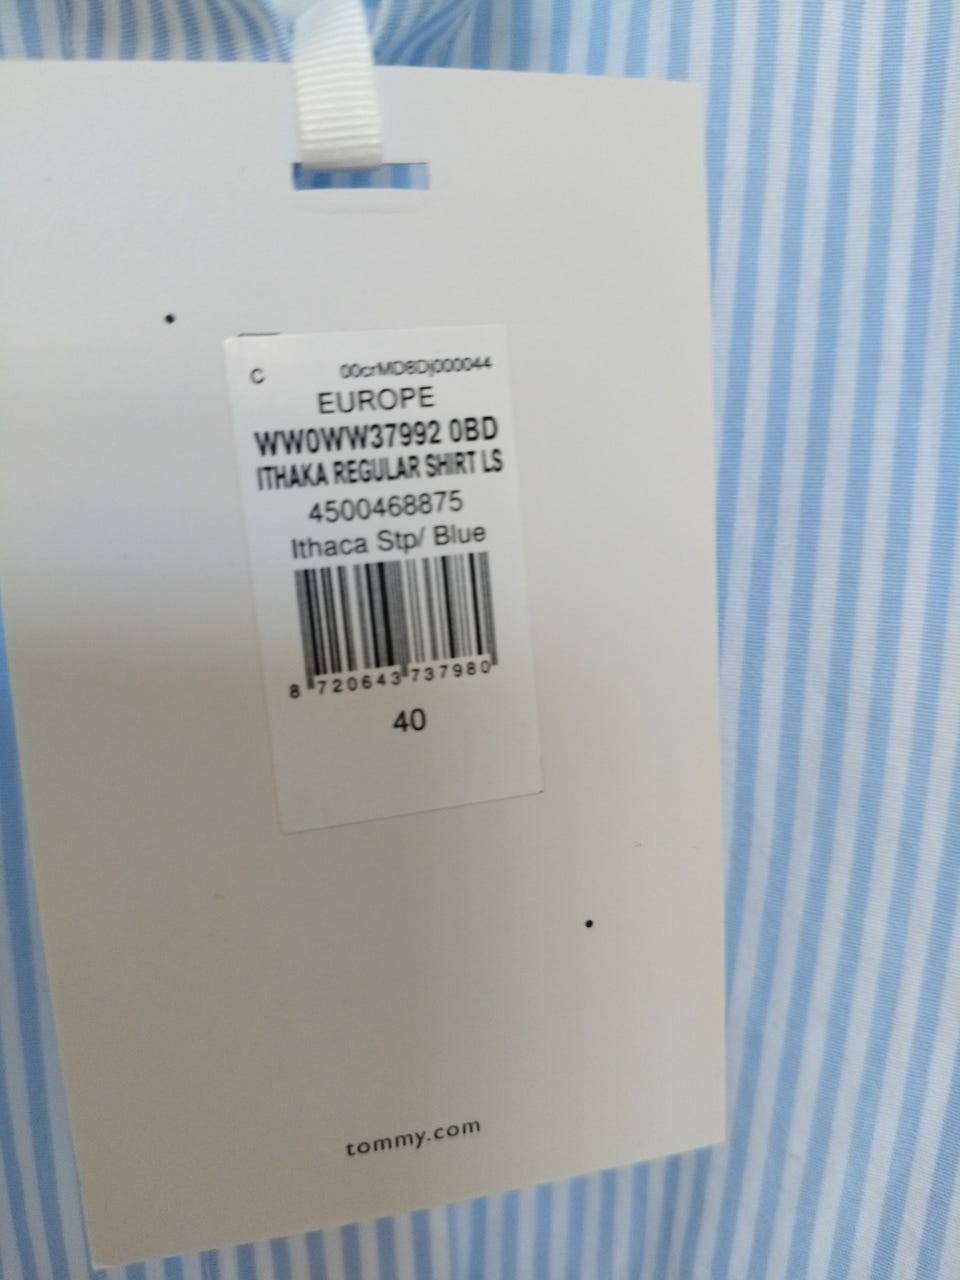 C 00crMD8Dj000044
EUROPE
WW0WW37992 0BD
ITHAKA REGULAR SHIRT LS
4500468875
Ithaca Stp/ Blue
8 720643 737980
40
tommy.com